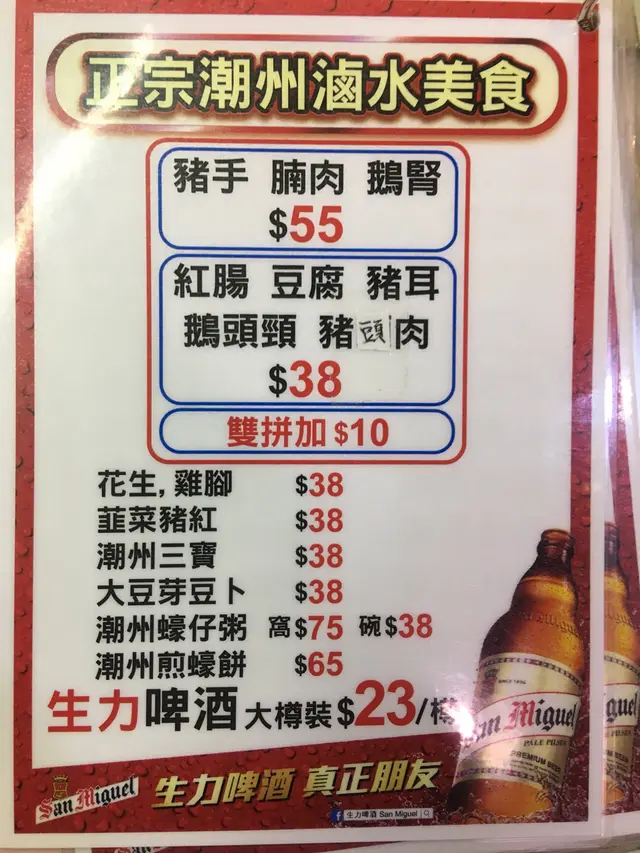 正宗潮州滷水美食
豬手 腩肉 鵝腎
$55
紅腸 豆腐 豬耳
鵝頭頸 豬頭肉
$38
雙拼加 $10
花生, 雞腳 $38
韮菜豬紅 $38
潮州三寶 $38
大豆芽豆卜 $38
潮州蠔仔粥 窩$75 碗$38
潮州煎蠔餅 $65
生力啤酒 大樽裝 $23/樽
SINCE 1890
San Miguel
PALE PILSEN
PREMIUM BEER
San Miguel 生力啤酒 真正朋友
f 生力啤酒 San Miguel